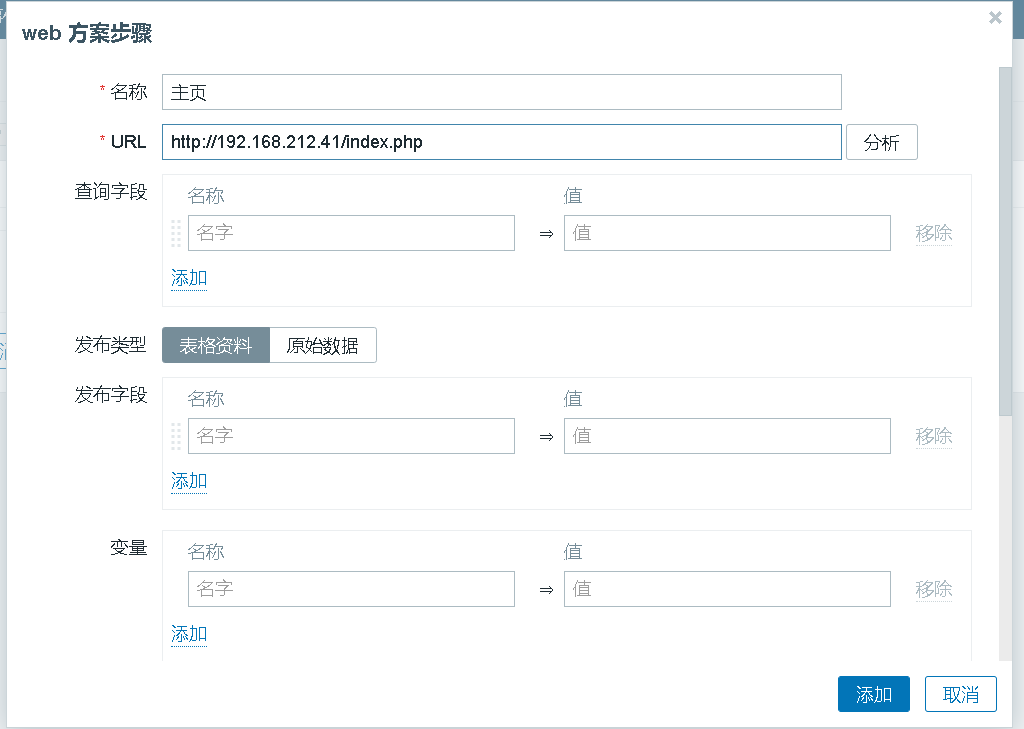 web 方案步骤
* 名称 主页
* URL http://192.168.212.41/index.php 分析
查询字段 名称 值
名字 ⇒ 值 移除
添加
发布类型 表格资料 原始数据
发布字段 名称 值
名字 ⇒ 值 移除
添加
变量 名称 值
名字 ⇒ 值 移除
添加
添加 取消